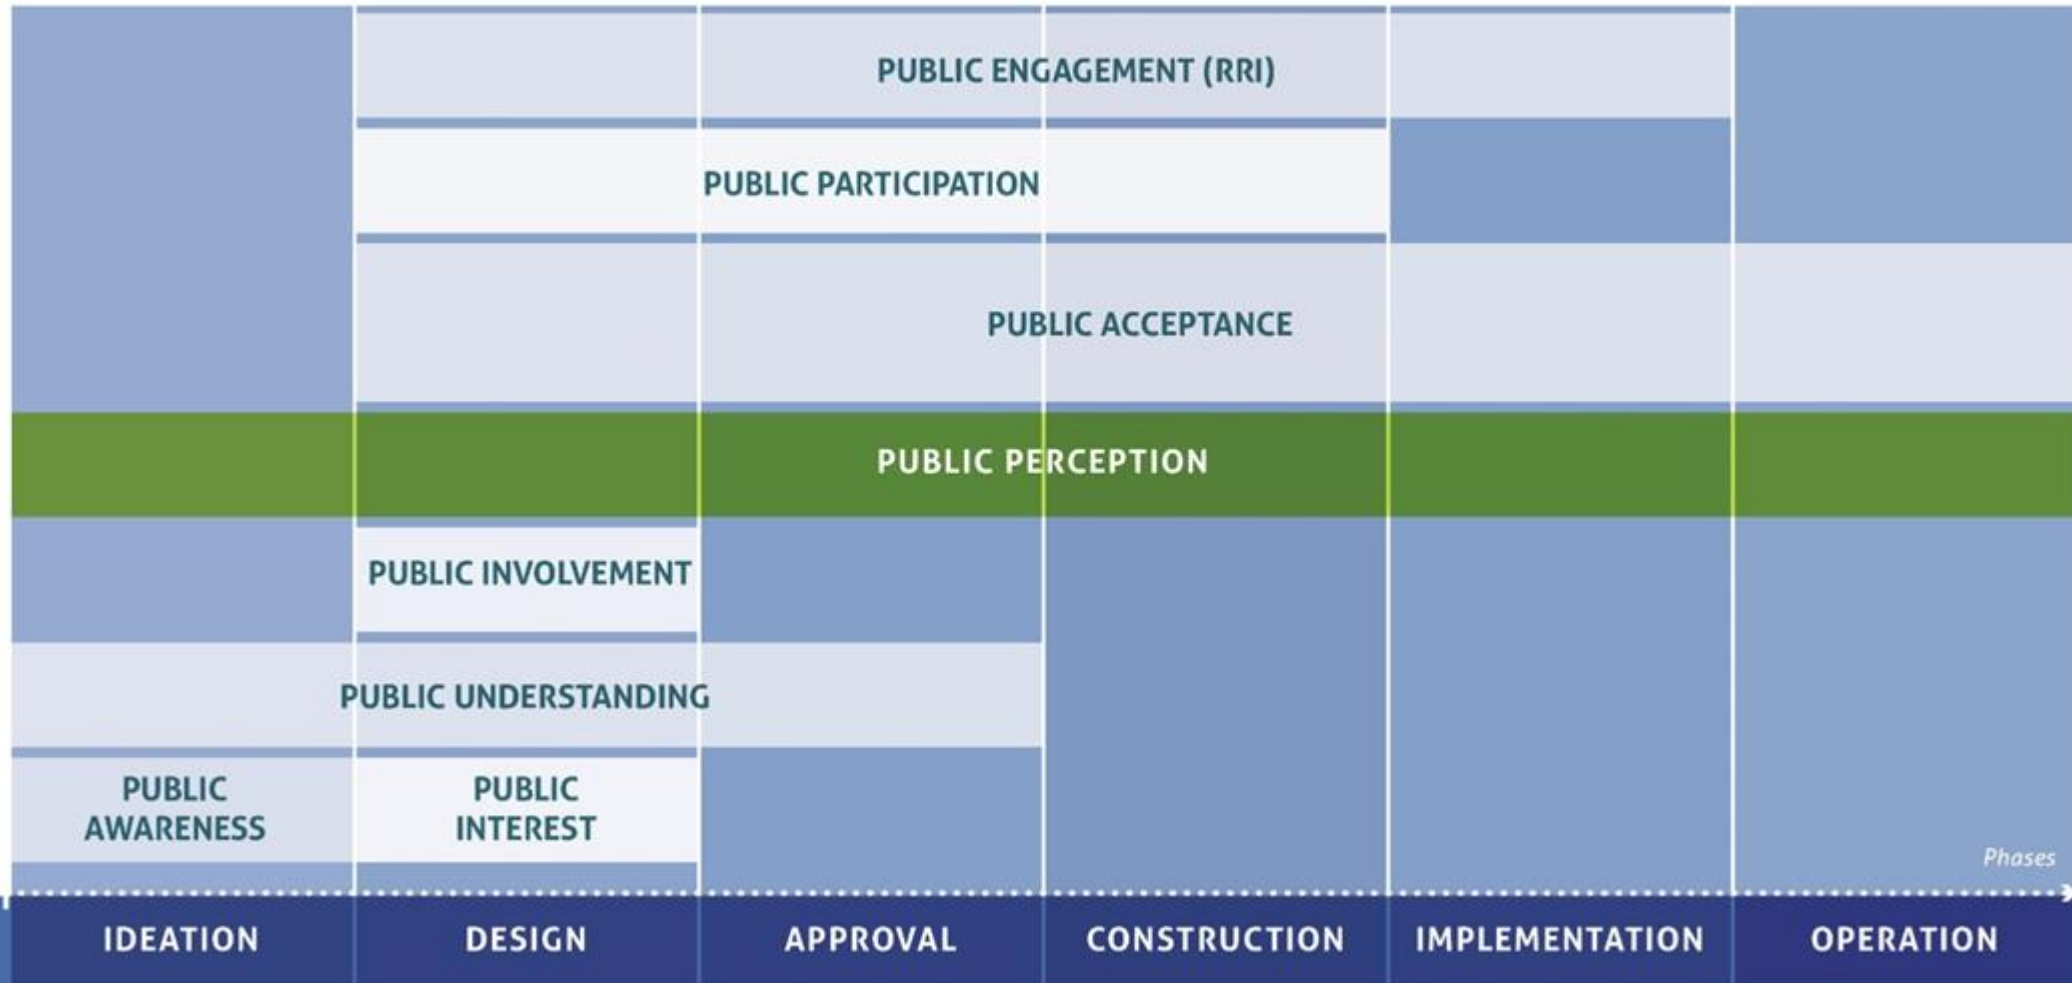 PUBLIC ENGAGEMENT (RRI)
PUBLIC PARTICIPATION
PUBLIC ACCEPTANCE
PUBLIC PERCEPTION
PUBLIC INVOLVEMENT
PUBLIC UNDERSTANDING
PUBLIC
AWARENESS
PUBLIC
INTEREST
Phases
IDEATION
DESIGN
APPROVAL
CONSTRUCTION
IMPLEMENTATION
OPERATION